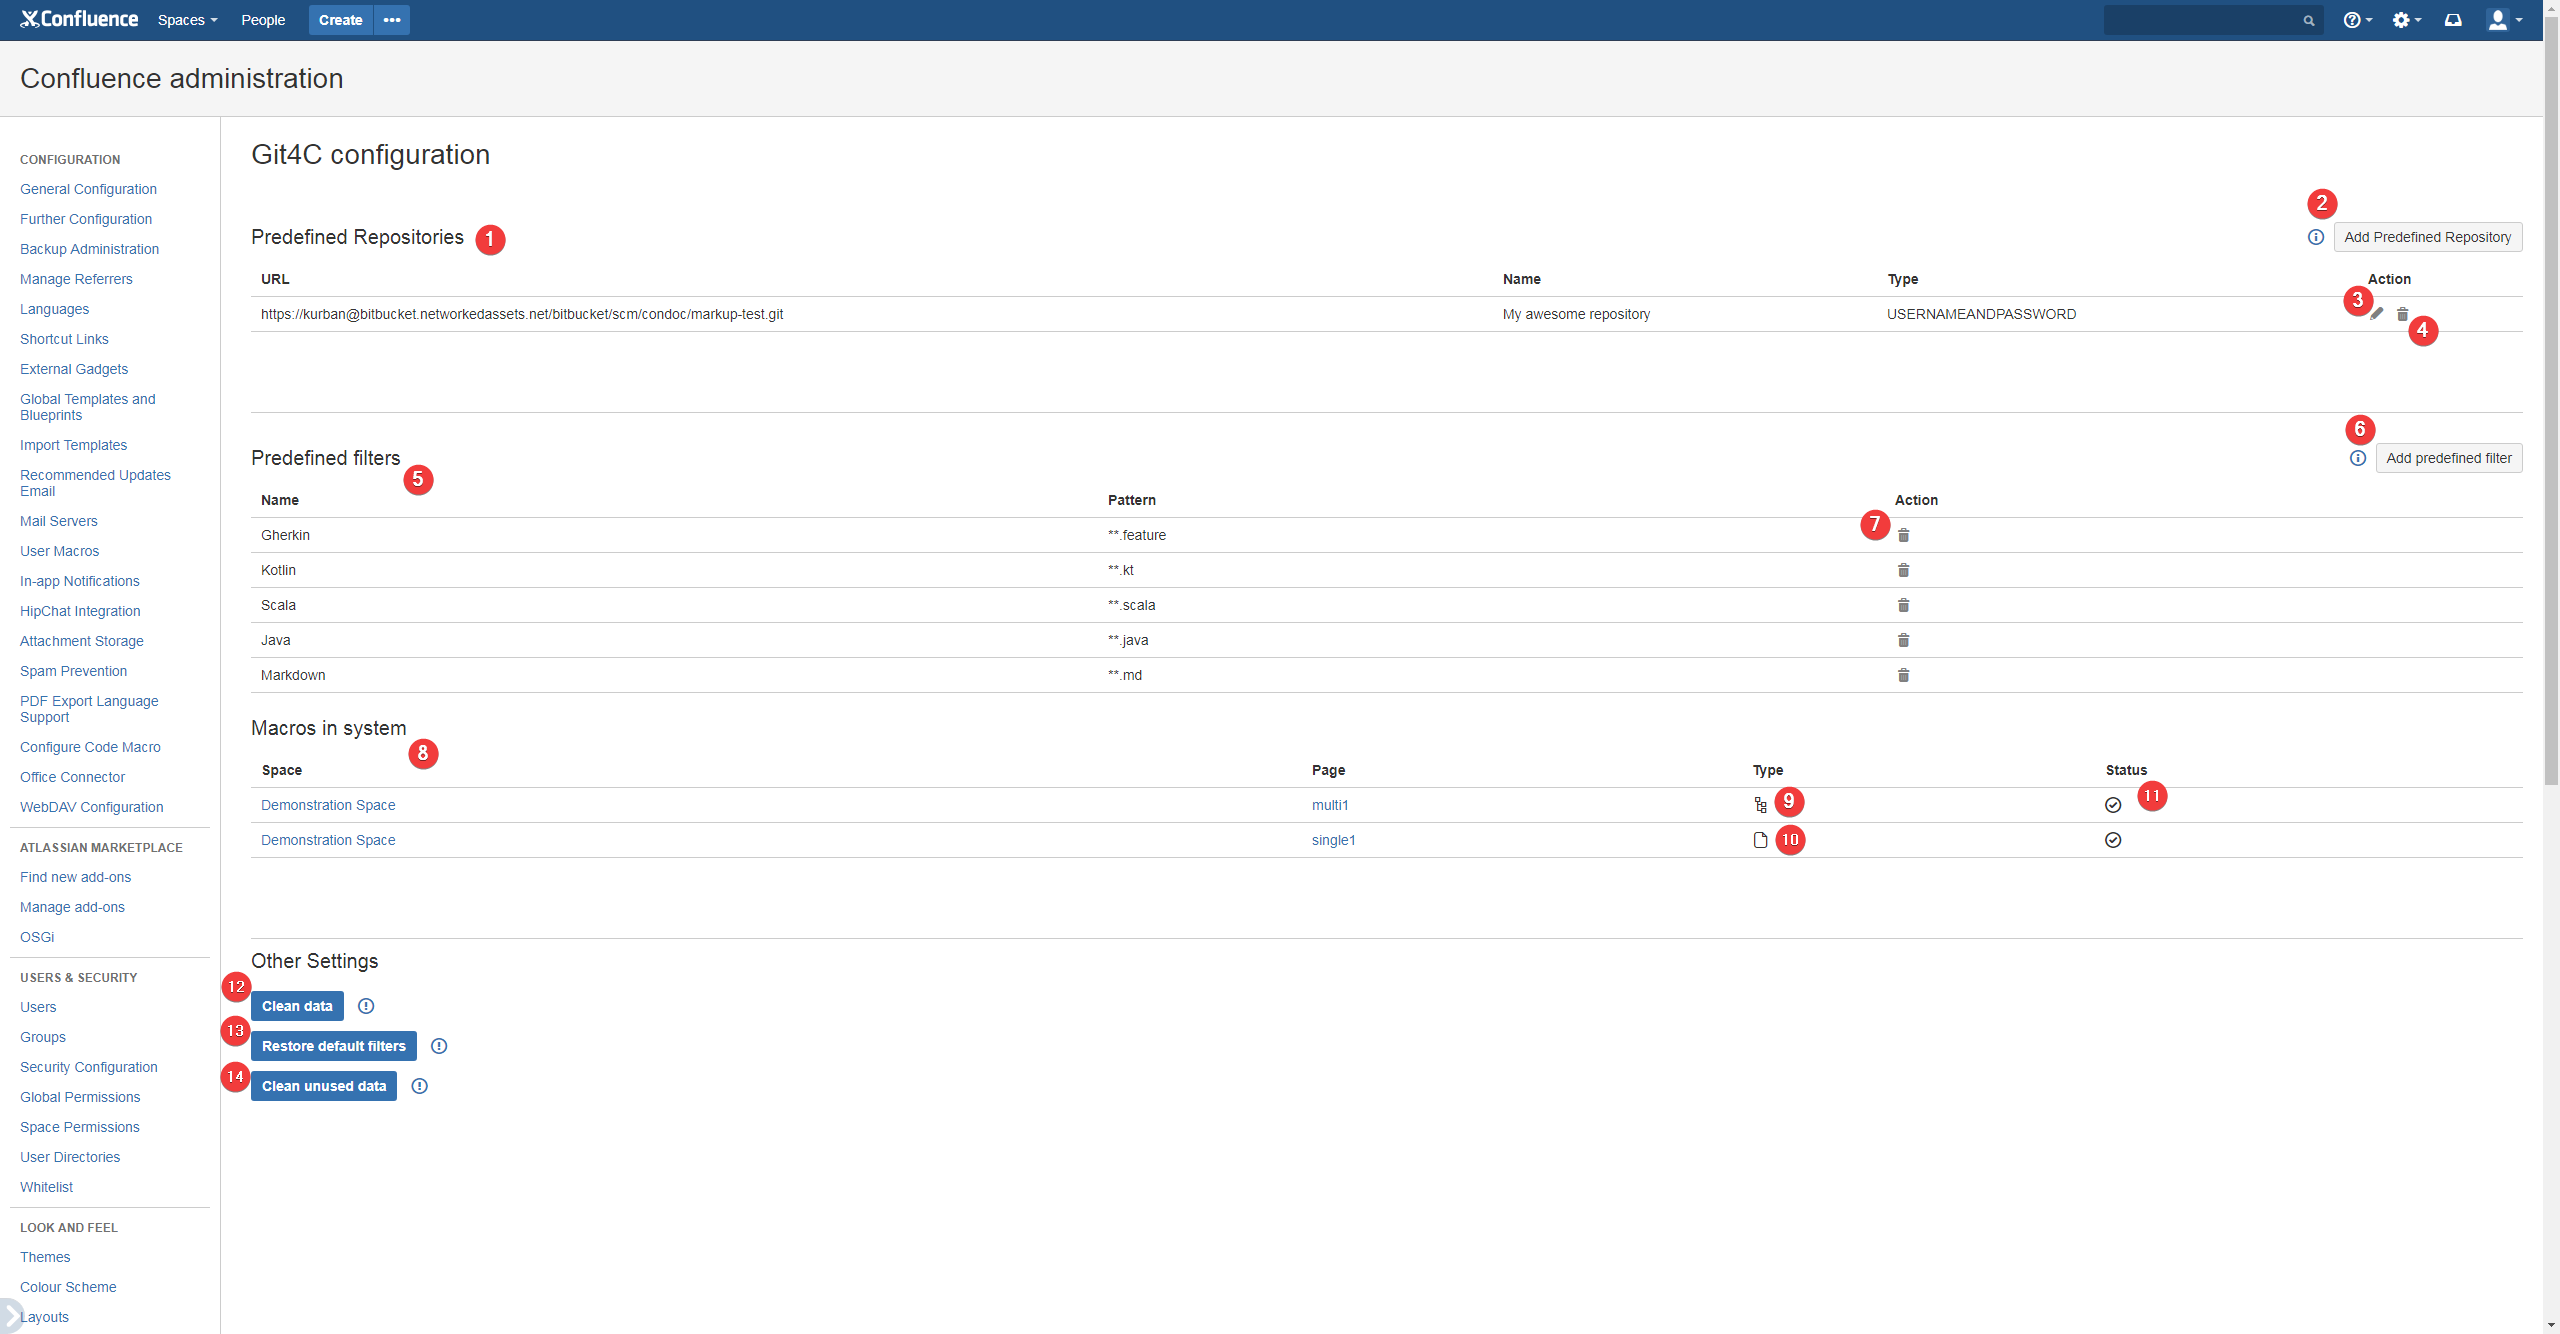 Confluence Spaces People Create •••
Confluence administration
CONFIGURATION
General Configuration
Further Configuration
Backup Administration
Manage Referrers
Languages
Shortcut Links
External Gadgets
Global Templates and
Blueprints
Import Templates
Recommended Updates
Email
Mail Servers
User Macros
In-app Notifications
HipChat Integration
Attachment Storage
Spam Prevention
PDF Export Language
Support
Configure Code Macro
Office Connector
WebDAV Configuration
ATLASSIAN MARKETPLACE
Find new add-ons
Manage add-ons
OSGi
USERS & SECURITY
Users
Groups
Security Configuration
Global Permissions
Space Permissions
User Directories
Whitelist
LOOK AND FEEL
Themes
Colour Scheme
Layouts
Git4C configuration
2
Predefined Repositories 1 Add Predefined Repository
URL Name Type Action
3
https://kurban@bitbucket.networkedassets.net/bitbucket/scm/condoc/markup-test.git My awesome repository USERNAMEANDPASSWORD
4
6
Predefined filters Add predefined filter
5
Name Pattern Action
7
Gherkin **.feature
Kotlin **.kt
Scala **.scala
Java **.java
Markdown **.md
Macros in system
8
Space Page Type Status
Demonstration Space multi1 9 11
Demonstration Space single1 10
Other Settings
12
Clean data
13
Restore default filters
14
Clean unused data